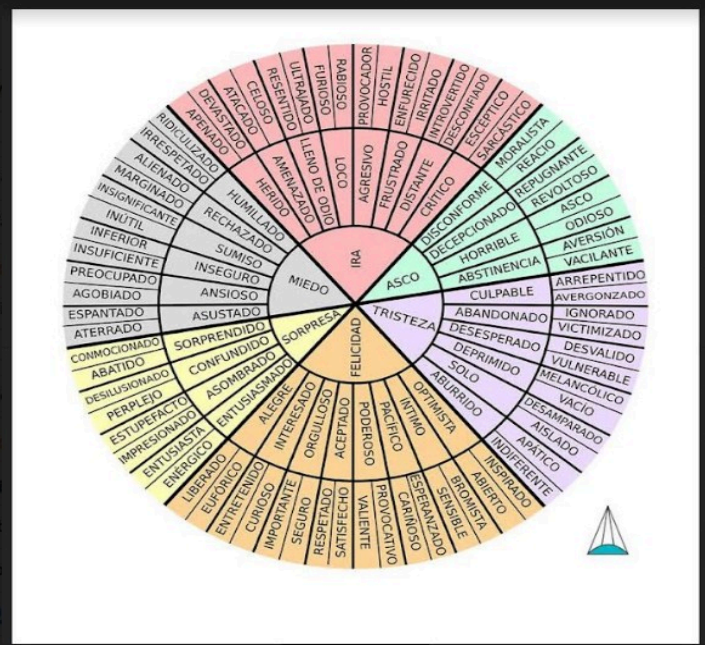 IRA
ASCO
TRISTEZA
FELICIDAD
SORPRESA
MIEDO
HERIDO
AMENAZADO
LLENO DE ODIO
LOCO
AGRESIVO
FRUSTRADO
DISTANTE
CRITICO
DISCONFORME
DECEPCIONADO
HORRIBLE
ABSTINENCIA
CULPABLE
ABANDONADO
DESESPERADO
DEPRIMIDO
SOLO
ABURRIDO
OPTIMISTA
INTIMO
PACIFICO
PODEROSO
ACEPTADO
ORGULLOSO
INTERESADO
ALEGRE
ENTUSIASMADO
ASOMBRADO
CONFUNDIDO
SORPRENDIDO
ASUSTADO
ANSIOSO
INSEGURO
SUMISO
RECHAZADO
HUMILLADO
APENADO
DEVASTADO
ATACADO
CELOSO
RESENTIDO
ULTRAJADO
FURIOSO
RABIOSO
PROVOCADOR
HOSTIL
ENFURECIDO
IRRITADO
INTROVERTIDO
DESCONFIADO
ESCÉPTICO
SARCÁSTICO
MORALISTA
REACIO
REPUGNANTE
REVOLTOSO
ASCO
ODIOSO
AVERSIÓN
VACILANTE
ARREPENTIDO
AVERGONZADO
IGNORADO
VICTIMIZADO
DESVALIDO
VULNERABLE
MELANCÓLICO
VACÍO
DESAMPARADO
AISLADO
APÁTICO
INDIFERENTE
INSPIRADO
ABIERTO
BROMISTA
SENSIBLE
ESPERANZADO
CARIÑOSO
PROVOCATIVO
VALIENTE
SATISFECHO
RESPETADO
SEGURO
IMPORTANTE
CURIOSO
ENTRETENIDO
EUFORICO
LIBERADO
ENÉRGICO
ENTUSIASTA
IMPRESIONADO
ESTUPEFACTO
PERPLEJO
DESILUSIONADO
ABATIDO
CONMOCIONADO
ATERRADO
ESPANTADO
AGOBIADO
PREOCUPADO
INSUFICIENTE
INFERIOR
INÚTIL
INSIGNIFICANTE
MARGINADO
ALIENADO
IRRESPETADO
RIDICULIZADO